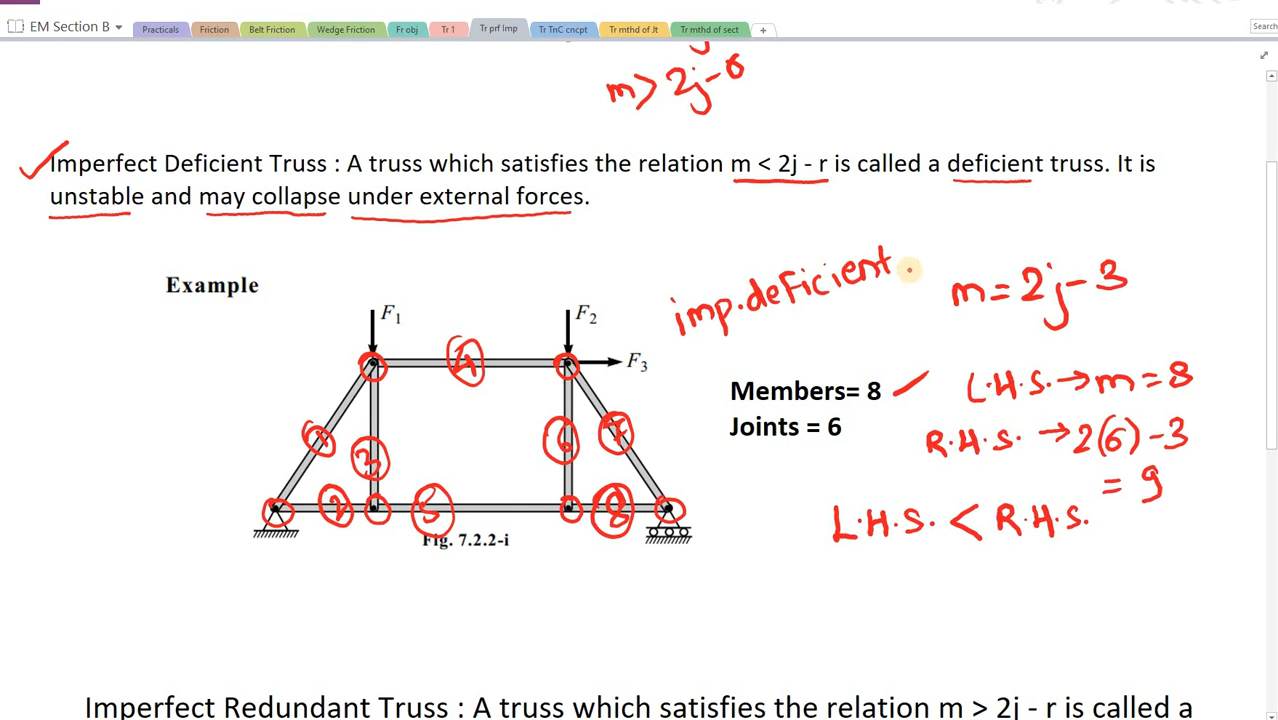 EM Section B
Practicals
Friction
Belt Friction
Wedge Friction
Fr obj
Tr 1
Tr prf Imp
Tr TnC cncpt
Tr mthd of Jt
Tr mthd of sect
+
Search
m > 2j - 6
Imperfect Deficient Truss : A truss which satisfies the relation m < 2j - r is called a deficient truss. It is
unstable and may collapse under external forces.
Example
imp. deficient
m = 2j - 3
F1
F2
F3
Members= 8
Joints = 6
L.H.S. → m = 8
R.H.S. → 2(6) - 3
= 9
L.H.S. < R.H.S.
1
2
3
4
5
6
7
8
Fig. 7.2.2-i
Imperfect Redundant Truss : A truss which satisfies the relation m > 2j - r is called a